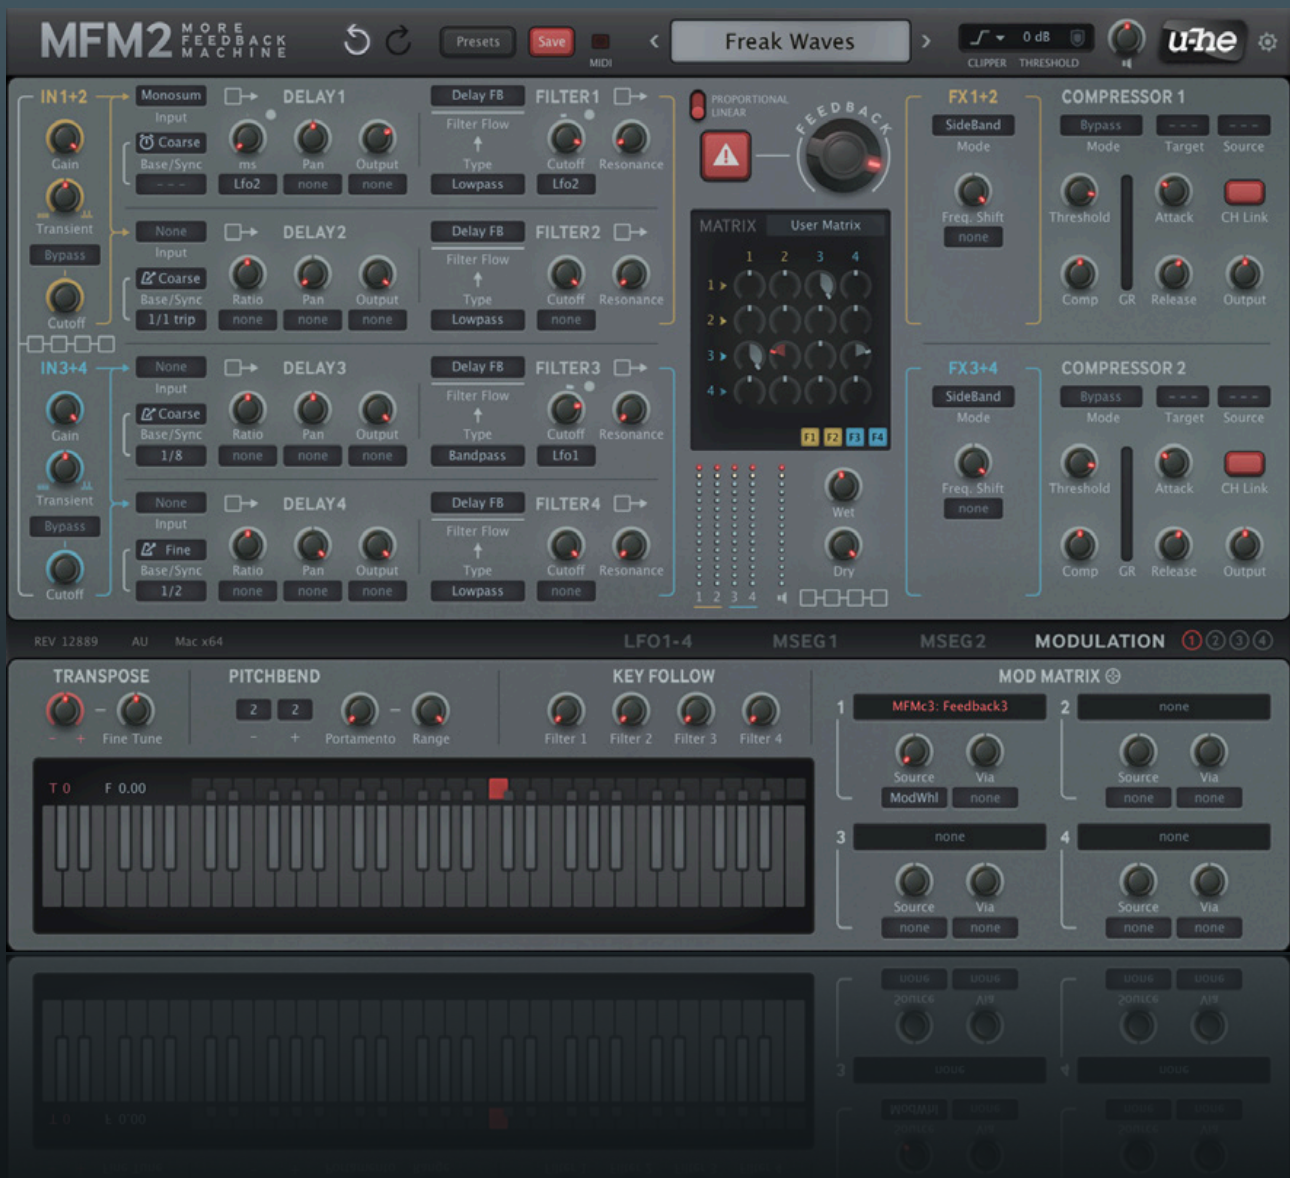 MFM2 MORE FEEDBACK MACHINE Presets Save MIDI Freak Waves 0 dB CLIPPER THRESHOLD u-he
IN1+2 Monosum DELAY1 Delay FB FILTER1 PROPORTIONAL LINEAR FEEDBACK FX1+2 COMPRESSOR 1
Input Filter Flow SideBand Bypass - - - - - -
Coarse Mode Mode Target Source
Gain Base/Sync ms Pan Output Type Cutoff Resonance
- - - Lfo2 none none Lowpass Lfo2
Transient Freq. Shift Threshold Attack CH Link
None DELAY2 Delay FB FILTER2 MATRIX User Matrix none
Bypass Input Filter Flow 1 2 3 4
Coarse 1
Cutoff Base/Sync Ratio Pan Output Type Cutoff Resonance Comp GR Release Output
1/1 trip none none none Lowpass none 2
IN3+4 None DELAY3 Delay FB FILTER3 3 FX3+4 COMPRESSOR 2
Input Filter Flow 4 SideBand Bypass - - - - - -
Coarse Mode Mode Target Source
Gain Base/Sync Ratio Pan Output Type Cutoff Resonance F1 F2 F3 F4
1/8 none none none Bandpass Lfo1
Transient Freq. Shift Threshold Attack CH Link
None DELAY4 Delay FB FILTER4 Wet none
Bypass Input Filter Flow
Fine
Cutoff Base/Sync Ratio Pan Output Type Cutoff Resonance Dry Comp GR Release Output
1/2 none none none Lowpass none 1 2 3 4
REV 12889 AU Mac x64 LFO1-4 MSEG1 MSEG2 MODULATION 1 2 3 4
TRANSPOSE PITCHBEND KEY FOLLOW MOD MATRIX
2 2 1 MFMc3: Feedback3 2 none
- + Fine Tune - + Portamento Range Filter 1 Filter 2 Filter 3 Filter 4
Source Via Source Via
T 0 F 0.00 ModWhl none none none
3 none 4 none
Source Via Source Via
none none none none